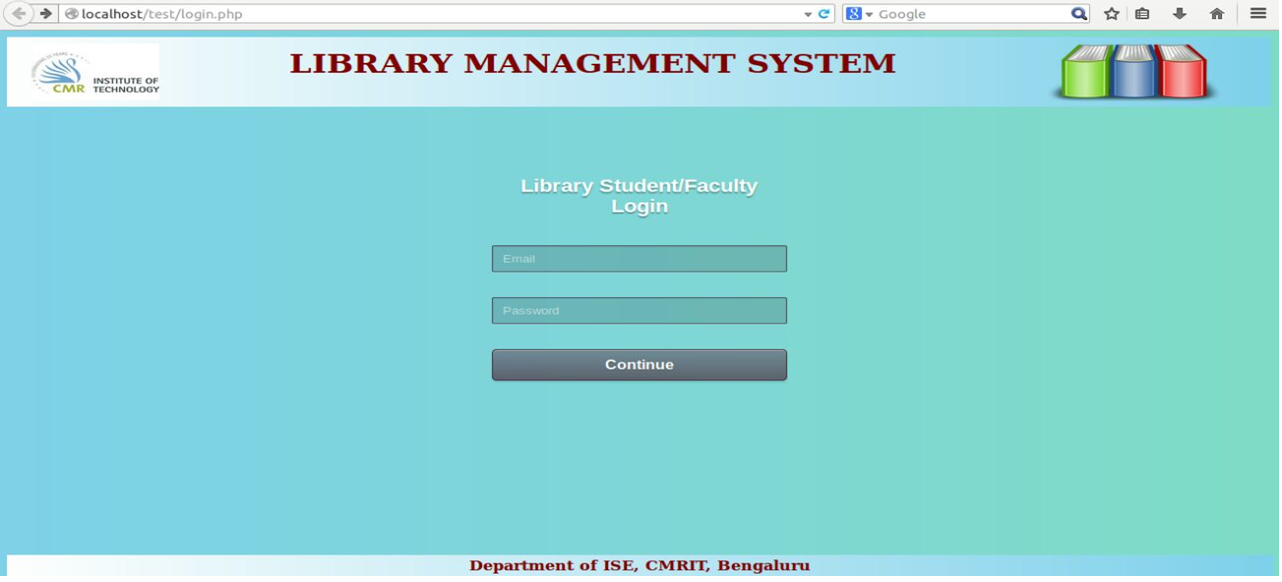 localhost/test/login.php
Google
LIBRARY MANAGEMENT SYSTEM
INSTITUTE OF
CMR TECHNOLOGY
Library Student/Faculty
Login
Email
Password
Continue
Department of ISE, CMRIT, Bengaluru